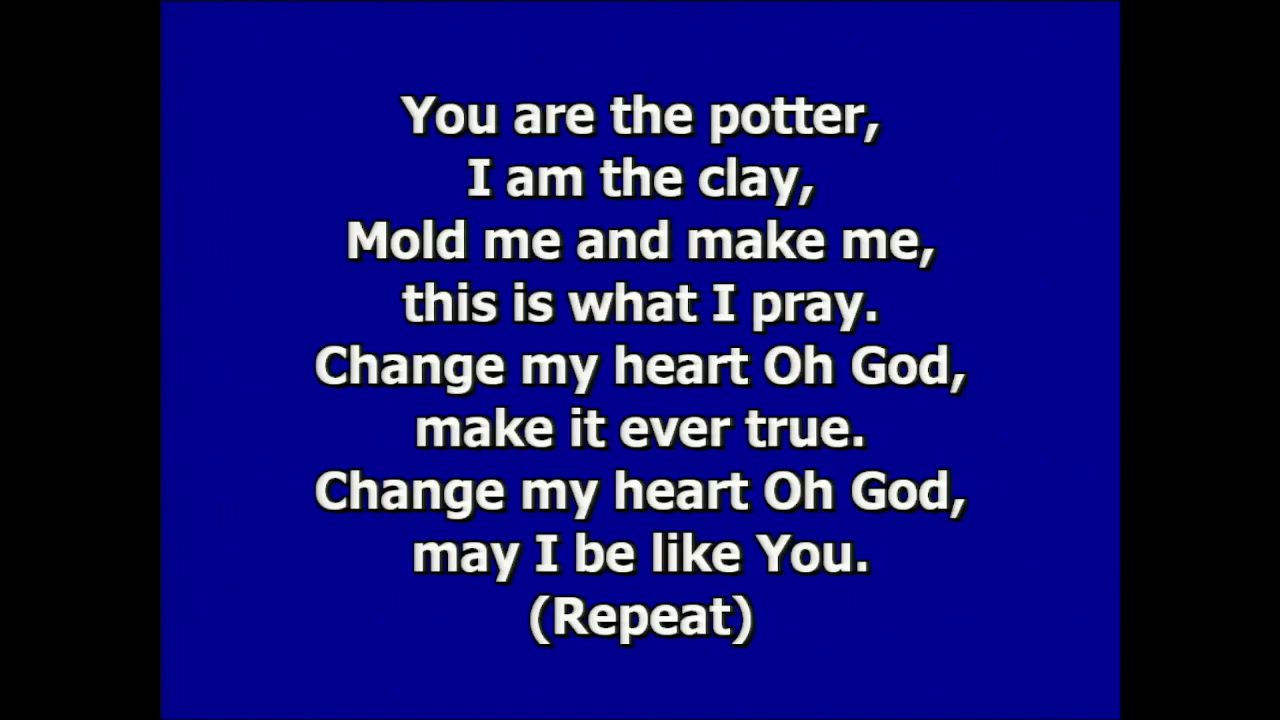 You are the potter,
I am the clay,
Mold me and make me,
this is what I pray.
Change my heart Oh God,
make it ever true.
Change my heart Oh God,
may I be like You.
(Repeat)